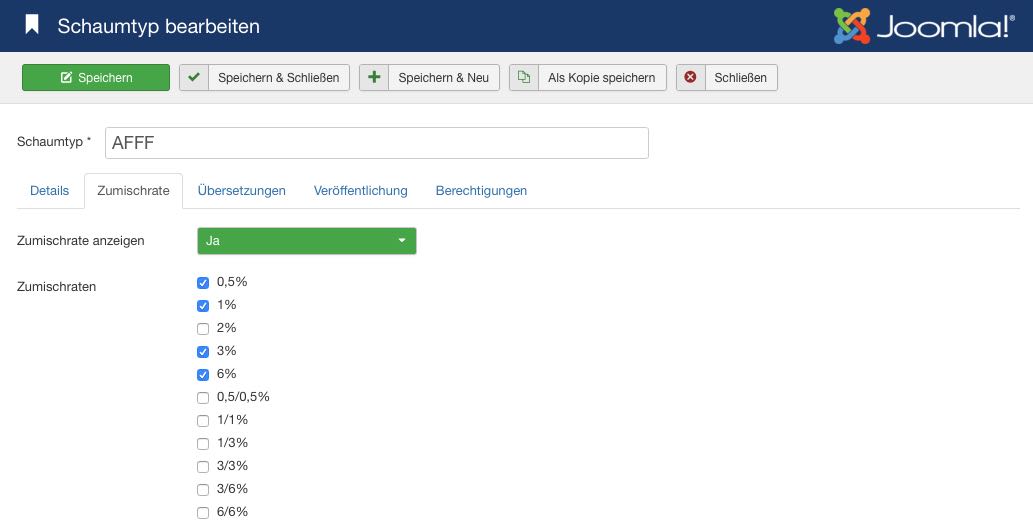 Schaumtyp bearbeiten
Joomla!®
Speichern
Speichern & Schließen
Speichern & Neu
Als Kopie speichern
Schließen
Schaumtyp *
AFFF
Details
Zumischrate
Übersetzungen
Veröffentlichung
Berechtigungen
Zumischrate anzeigen
Ja
Zumischraten
0,5%
1%
2%
3%
6%
0,5/0,5%
1/1%
1/3%
3/3%
3/6%
6/6%